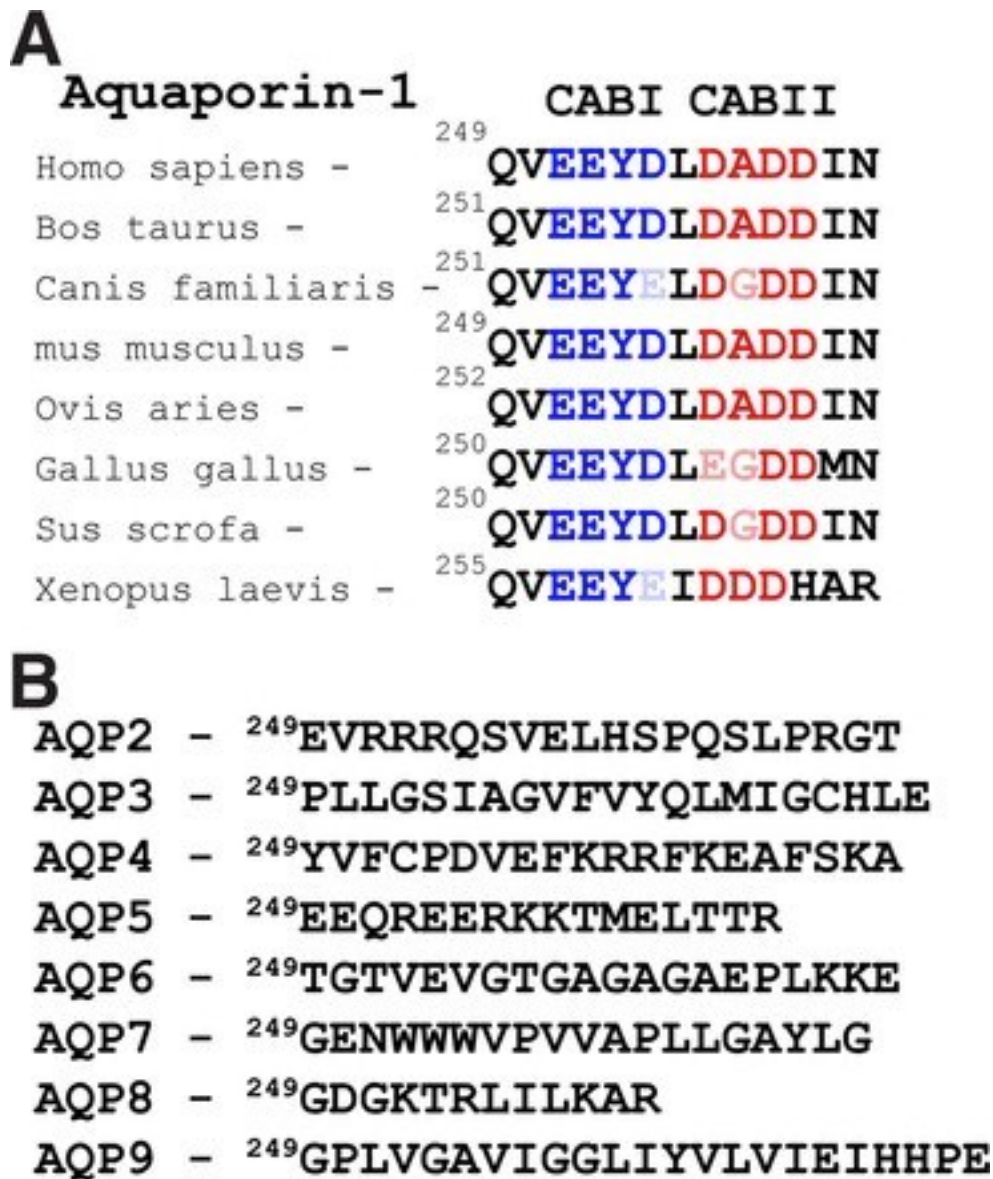 A
Aquaporin-1 CABI CABII
Homo sapiens - 249QVEEYDLDADDIN
Bos taurus - 251QVEEYDLDADDIN
Canis familiaris - 251QVEEYELDGDDIN
mus musculus - 249QVEEYDLDADDIN
Ovis aries - 252QVEEYDLDADDIN
Gallus gallus - 250QVEEYDLEGDDMN
Sus scrofa - 250QVEEYDLDGDDIN
Xenopus laevis - 255QVEEYEIDDDHAR
B
AQP2 - 249EVRRRQSVELHSPQSLPRGT
AQP3 - 249PLLGSIAGVFVYQLMIGCHLE
AQP4 - 249YVFCPDVEFKRRFKEAFSKA
AQP5 - 249EEQREERKKTMELTTR
AQP6 - 249TGTVEVGTGAGAGAEPLKKE
AQP7 - 249GENWWWVPVVAPLLGAYLG
AQP8 - 249GDGKTRLILKAR
AQP9 - 249GPLVGAVIGGLIYVLVIEIHHPE